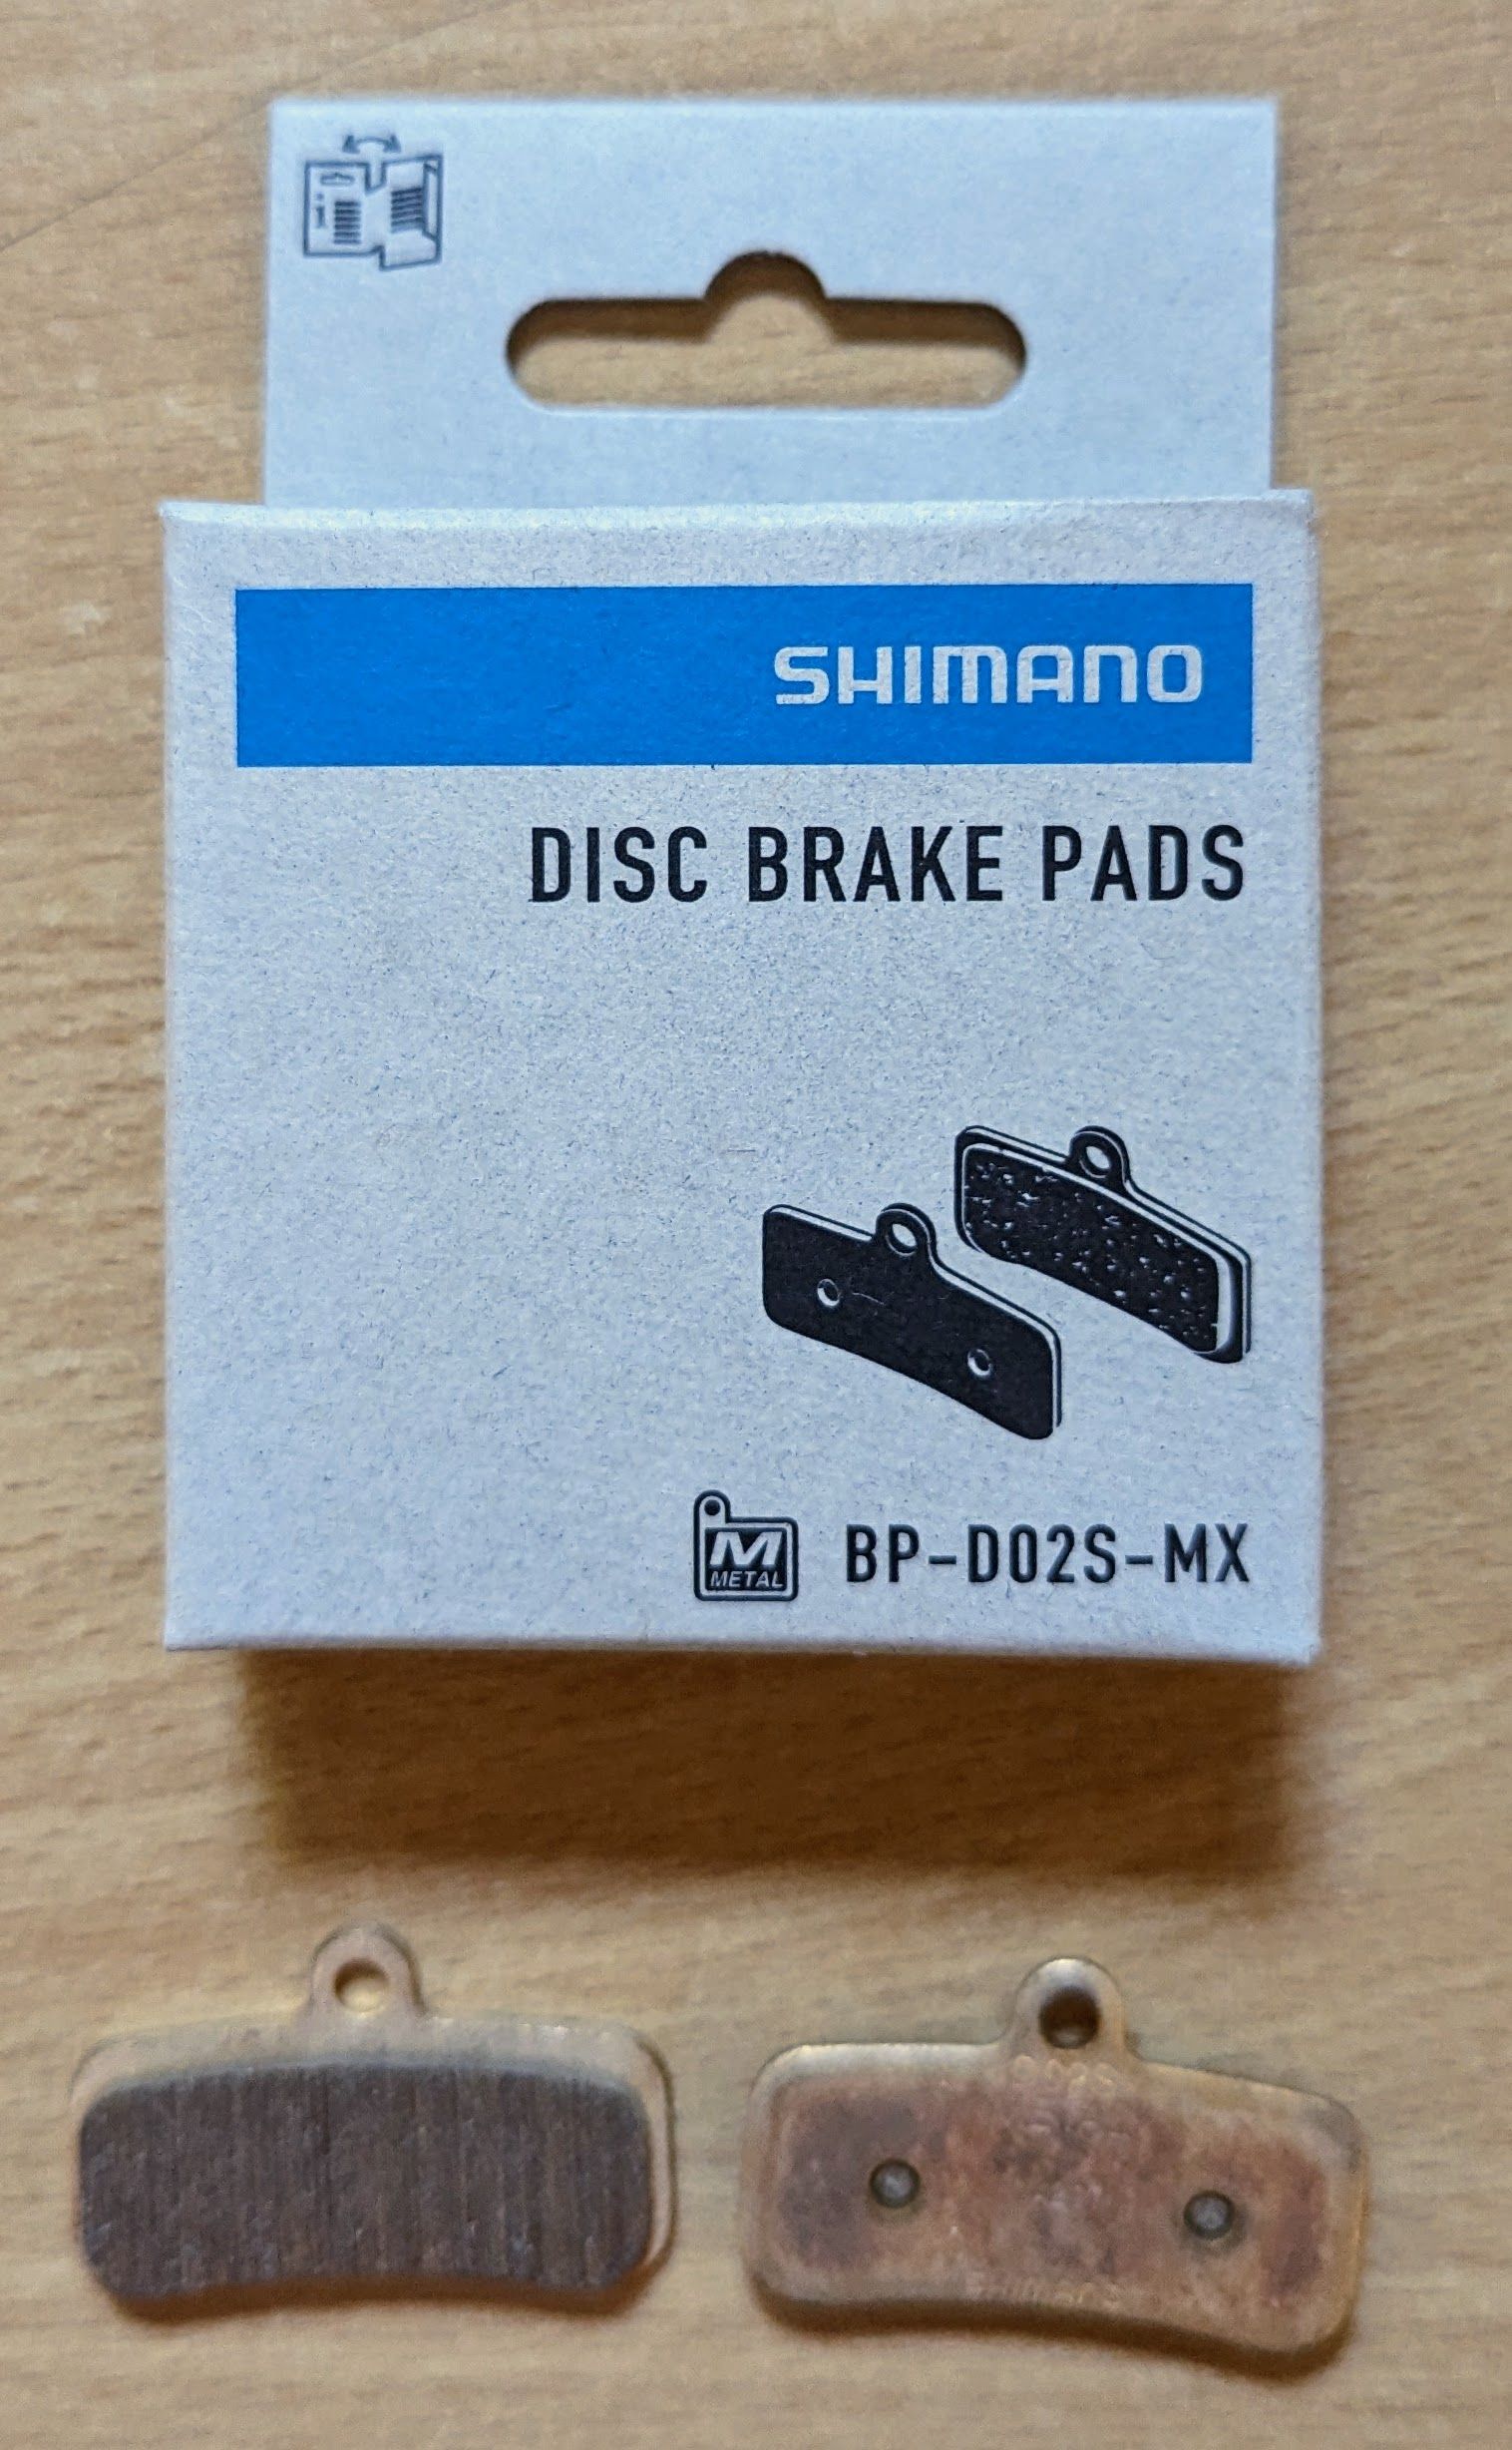 SHIMANO
DISC BRAKE PADS
M
METAL
BP-D02S-MX